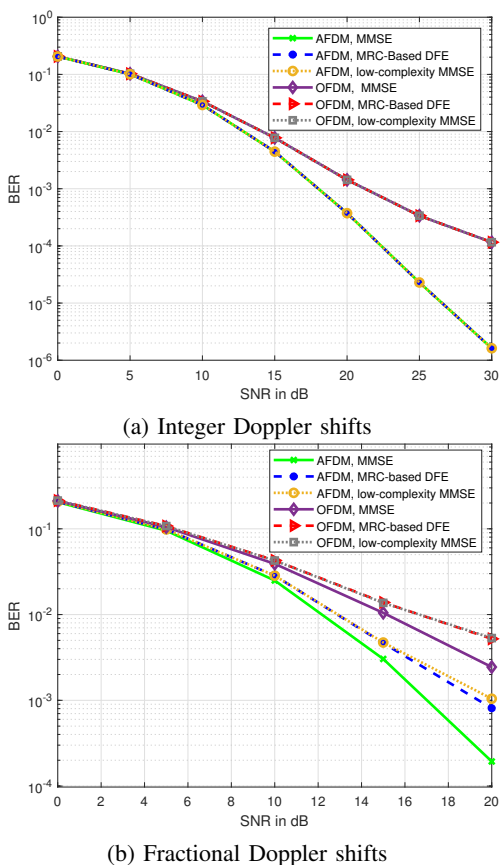 10^0
10^-1
10^-2
10^-3
10^-4
10^-5
10^-6
BER
AFDM, MMSE
AFDM, MRC-Based DFE
AFDM, low-complexity MMSE
OFDM, MMSE
OFDM, MRC-Based DFE
OFDM, low-complexity MMSE
0 5 10 15 20 25 30
SNR in dB
(a) Integer Doppler shifts
10^-1
10^-2
10^-3
10^-4
BER
AFDM, MMSE
AFDM, MRC-based DFE
AFDM, low-complexity MMSE
OFDM, MMSE
OFDM, MRC-based DFE
OFDM, low-complexity MMSE
0 2 4 6 8 10 12 14 16 18 20
SNR in dB
(b) Fractional Doppler shifts